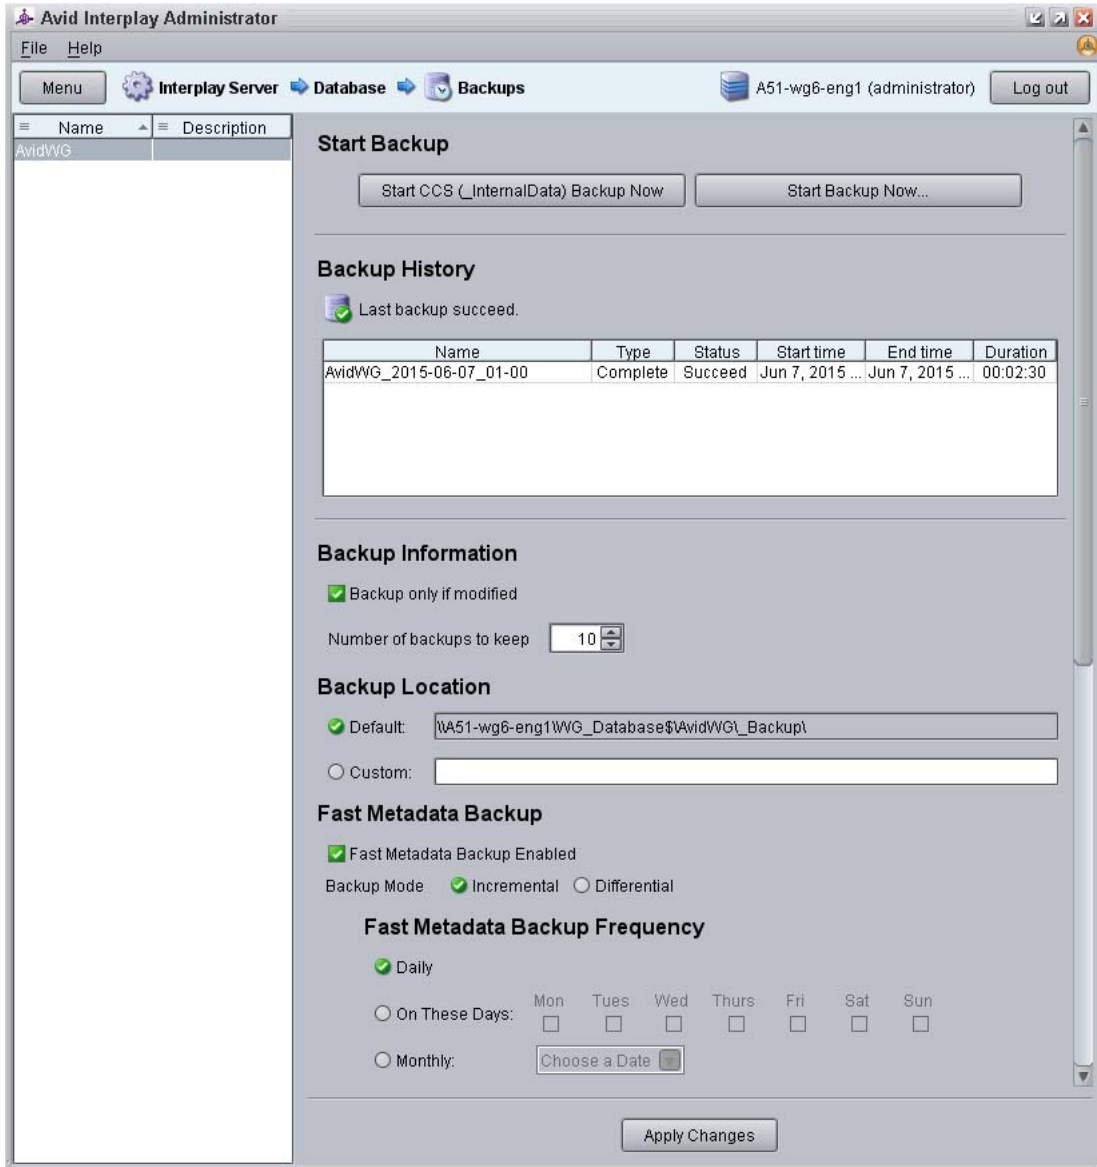 Avid Interplay Administrator
File Help
Menu Interplay Server Database Backups A51-wg6-eng1 (administrator) Log out
Name Description
AvidWG
Start Backup
Start CCS (_InternalData) Backup Now Start Backup Now...
Backup History
Last backup succeed.
Name Type Status Start time End time Duration
AvidWG_2015-06-07_01-00 Complete Succeed Jun 7, 2015 ... Jun 7, 2015 ... 00:02:30
Backup Information
Backup only if modified
Number of backups to keep 10
Backup Location
Default: \\A51-wg6-eng1\WG_Database$\AvidWG\_Backup\
Custom:
Fast Metadata Backup
Fast Metadata Backup Enabled
Backup Mode Incremental Differential
Fast Metadata Backup Frequency
Daily
On These Days: Mon Tues Wed Thurs Fri Sat Sun
Monthly: Choose a Date
Apply Changes